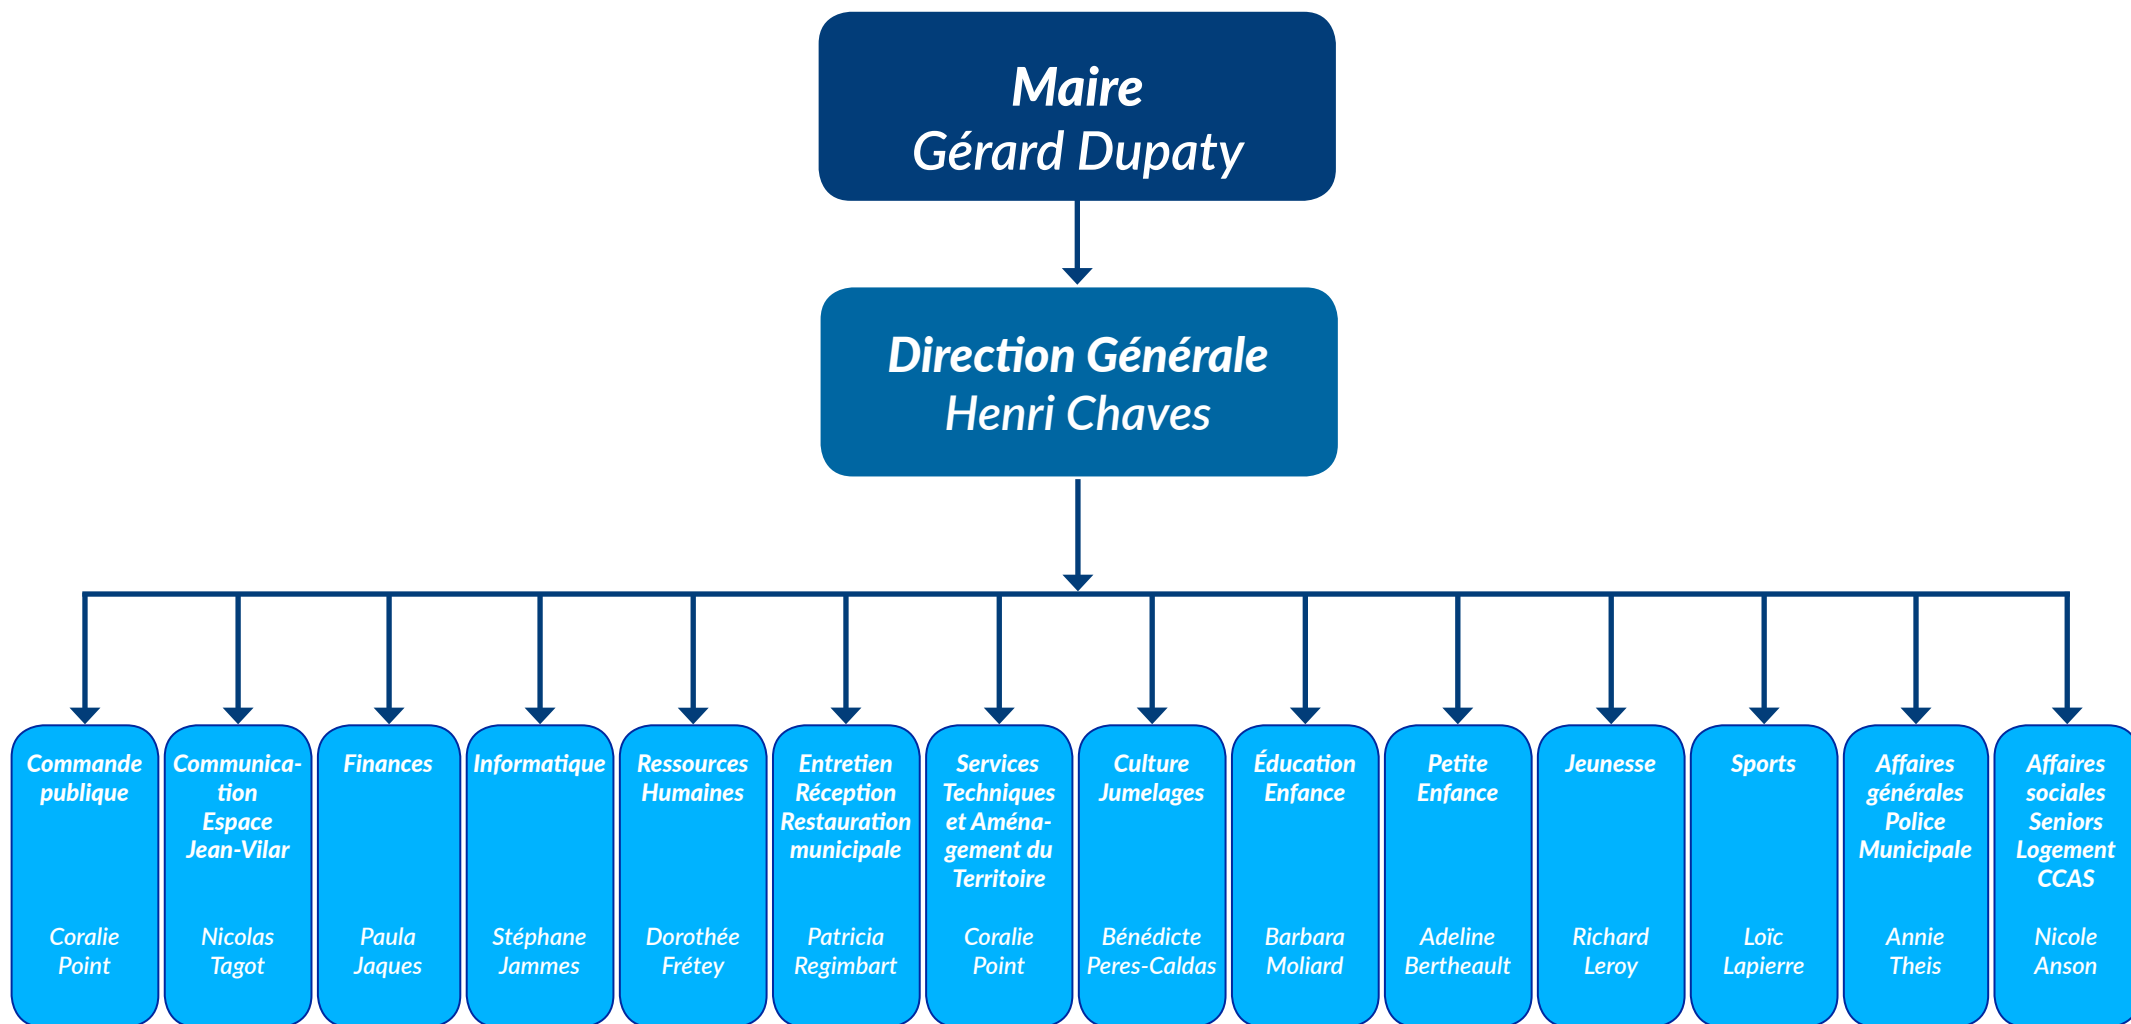 Maire
Gérard Dupaty
Direction Générale
Henri Chaves
Commande
publique
Coralie
Point
Communica-
tion
Espace
Jean-Vilar
Nicolas
Tagot
Finances
Paula
Jaques
Informatique
Stéphane
Jammes
Ressources
Humaines
Dorothée
Frétey
Entretien
Réception
Restauration
municipale
Patricia
Regimbart
Services
Techniques
et Aména-
gement du
Territoire
Coralie
Point
Culture
Jumelages
Bénédicte
Peres-Caldas
Éducation
Enfance
Barbara
Moliard
Petite
Enfance
Adeline
Bertheault
Jeunesse
Richard
Leroy
Sports
Loïc
Lapierre
Affaires
générales
Police
Municipale
Annie
Theis
Affaires
sociales
Seniors
Logement
CCAS
Nicole
Anson